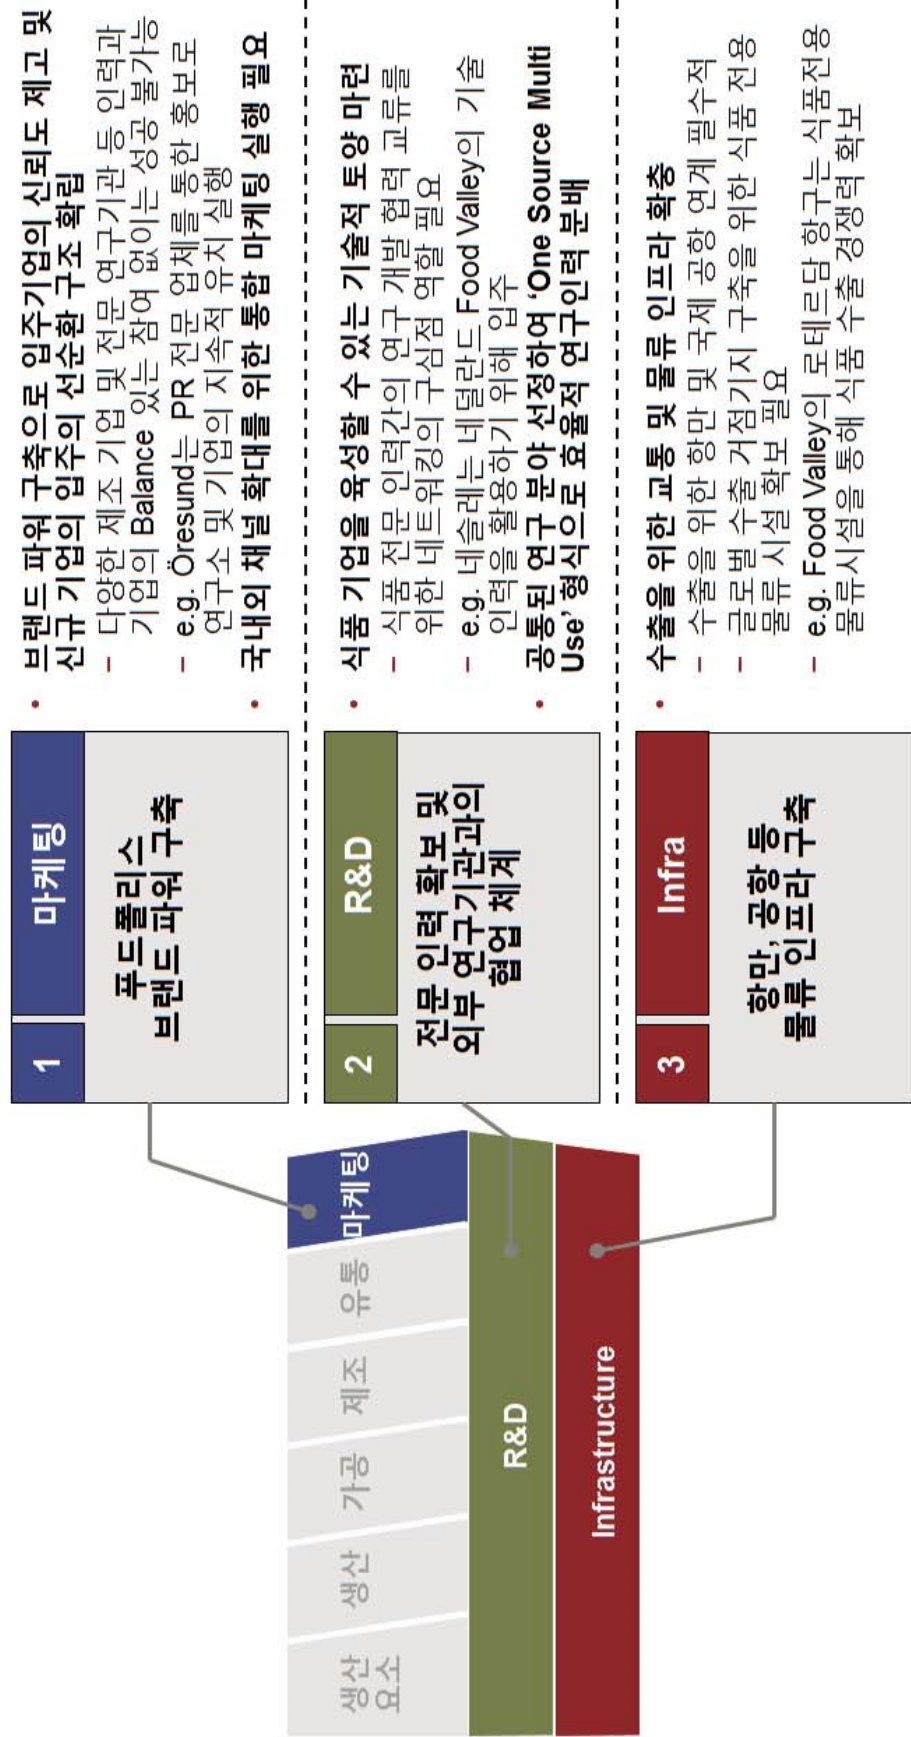 생산
요소
생산
가공
제조
유통
마케팅
R&D
Infrastructure
1
마케팅
푸드폴리스
브랜드 파워 구축
• 브랜드 파워 구축으로 입주기업의 신뢰도 제고 및
신규 기업의 입주의 선순환 구조 확립
– 다양한 제조 기업 및 전문 연구기관 등 인력과
기업의 Balance 있는 참여 없이는 성공 불가능
– e.g. Öresund는 PR 전문 업체를 통한 홍보로
연구소 및 기업의 지속적 유치 실행
• 국내외 채널 확대를 위한 통합 마케팅 실행 필요
2
R&D
전문 인력 확보 및
외부 연구기관과의
협업 체계
• 식품 기업을 육성할 수 있는 기술적 토양 마련
– 식품 전문 인력간의 연구 개발 협력 교류를
위한 네트워킹의 구심점 역할 필요
– e.g. 네슬레는 네덜란드 Food Valley의 기술
인력을 활용하기 위해 입주
• 공통된 연구 분야 선정하여 ‘One Source Multi
Use’ 형식으로 효율적 연구인력 분배
3
Infra
항만, 공항 등
물류 인프라 구축
• 수출을 위한 교통 및 물류 인프라 확충
– 수출을 위한 항만 및 국제 공항 연계 필수적
– 글로벌 수출 거점기지 구축을 위한 식품 전용
물류 시설 확보 필요
– e.g. Food Valley의 로테르담 항구는 식품전용
물류시설을 통해 식품 수출 경쟁력 확보